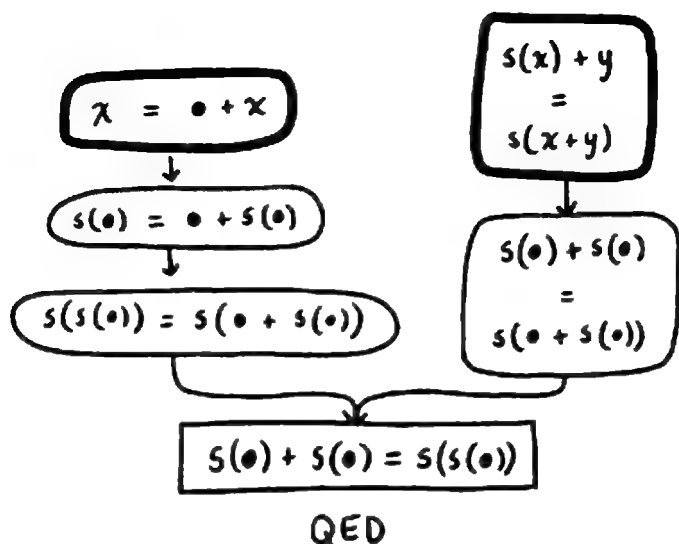 x = • + x
s(•) = • + s(•)
s(s(•)) = s(• + s(•))
s(x) + y
=
s(x+y)
s(•) + s(•)
=
s(• + s(•))
s(•) + s(•) = s(s(•))
QED